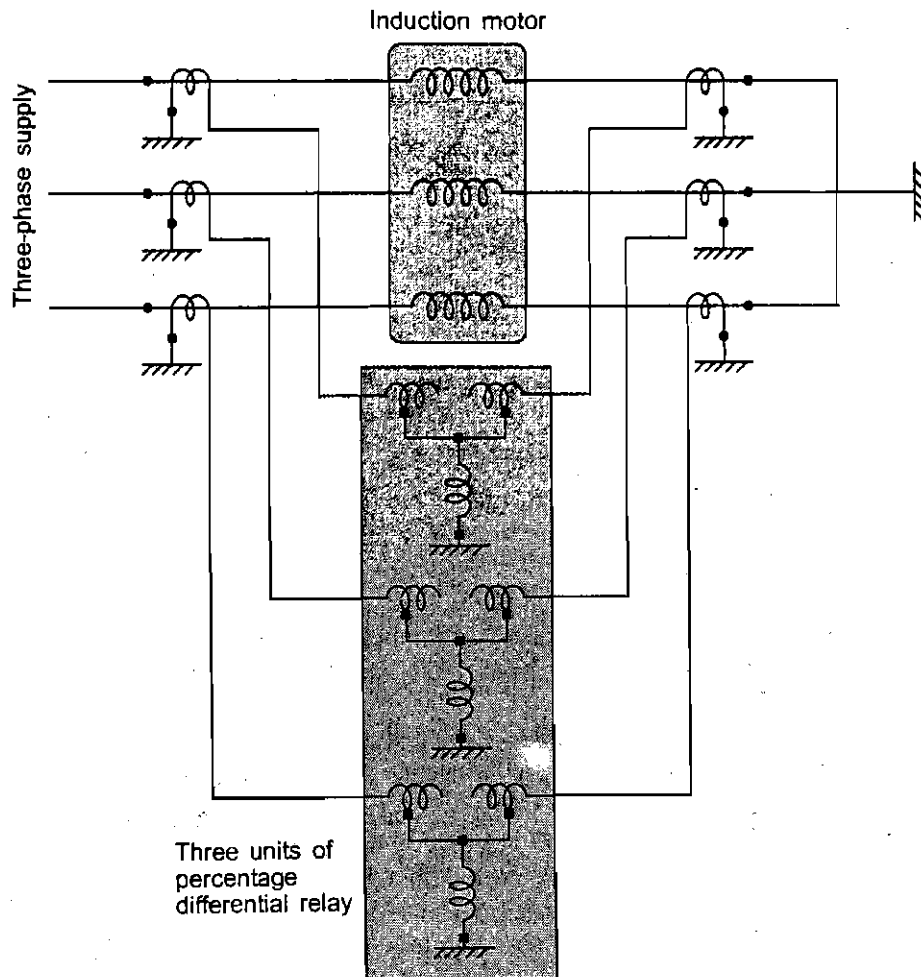 Induction motor
Three-phase supply
Three units of
percentage
differential relay